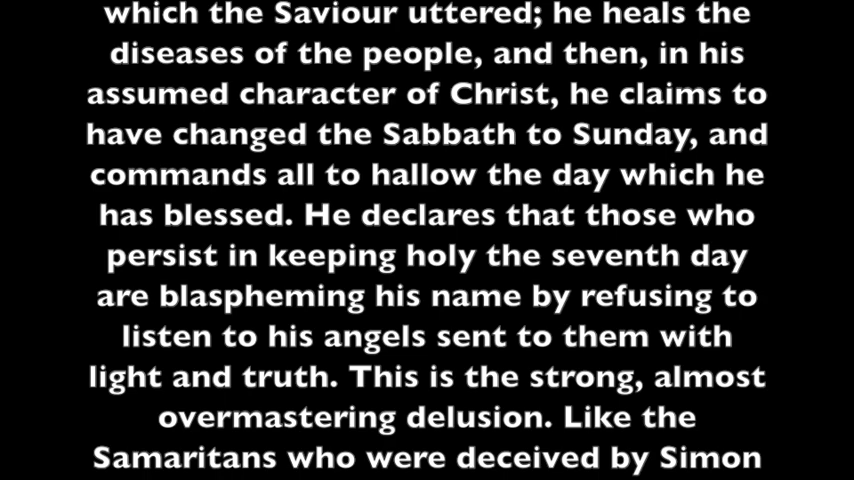 which the Saviour uttered; he heals the
diseases of the people, and then, in his
assumed character of Christ, he claims to
have changed the Sabbath to Sunday, and
commands all to hallow the day which he
has blessed. He declares that those who
persist in keeping holy the seventh day
are blaspheming his name by refusing to
listen to his angels sent to them with
light and truth. This is the strong, almost
overmastering delusion. Like the
Samaritans who were deceived by Simon